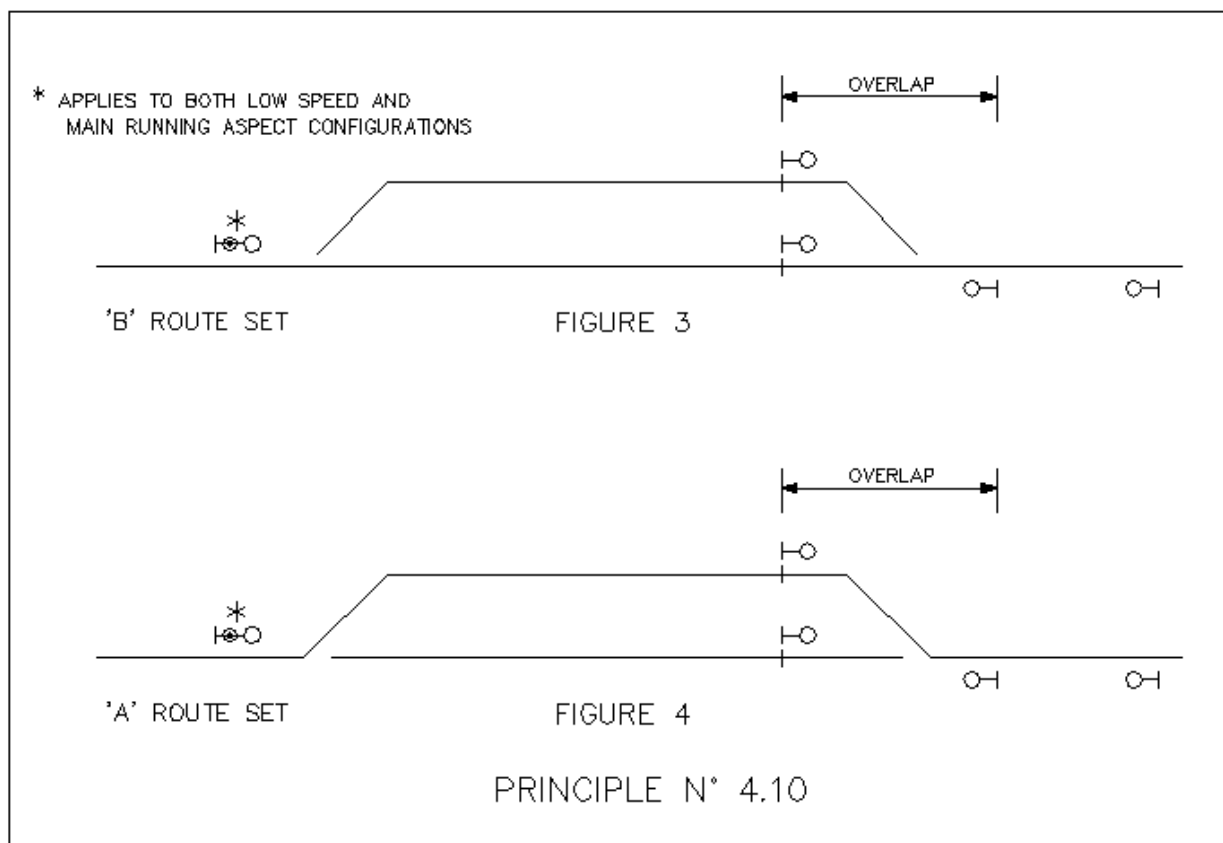 * APPLIES TO BOTH LOW SPEED AND
MAIN RUNNING ASPECT CONFIGURATIONS
OVERLAP
*
'B' ROUTE SET
FIGURE 3
OVERLAP
*
'A' ROUTE SET
FIGURE 4
PRINCIPLE N° 4.10